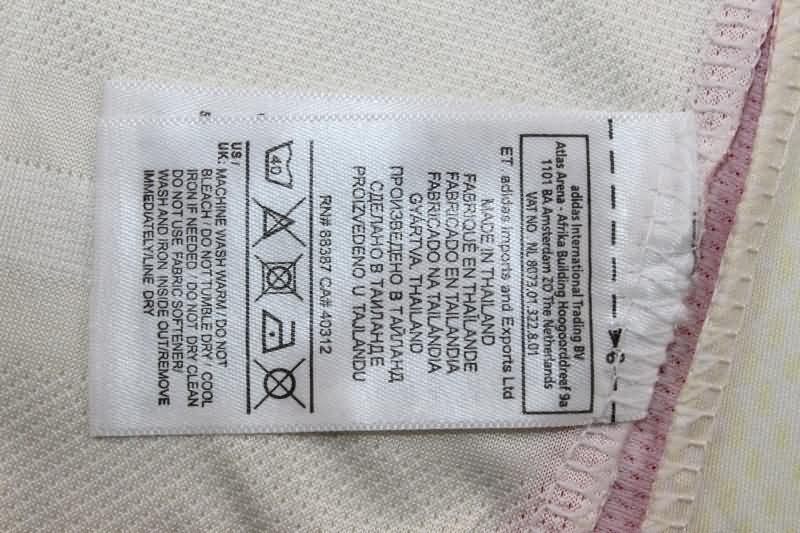 adidas International Trading BV
Atlas Arena - Afrika Building Hoogoorddreef 9a
1101 BA Amsterdam ZO The Netherlands
VAT NO . NL 8073.01.322.8.01
ET adidas imports and Exports Ltd
MADE IN THAILAND
FABRIQUE EN THAÏLANDE
FABRICADO EN TAILANDIA
FABRICADO NA TAILÂNDIA
GYÁRTVA, THAILAND
ПРОИЗВЕДЕНО В ТАЙЛАНД
СДЕЛАНО В ТАИЛАНДЕ
PROIZVEDENO U TAJLANDU
RN# 88387 CA# 40312
40
US /
UK: MACHINE WASH WARM / DO NOT
BLEACH / DO NOT TUMBLE DRY / COOL
IRON IF NEEDED / DO NOT DRY CLEAN
DO NOT USE FABRIC SOFTENER/
WASH AND IRON INSIDE OUT/REMOVE
IMMEDIATELY/LINE DRY